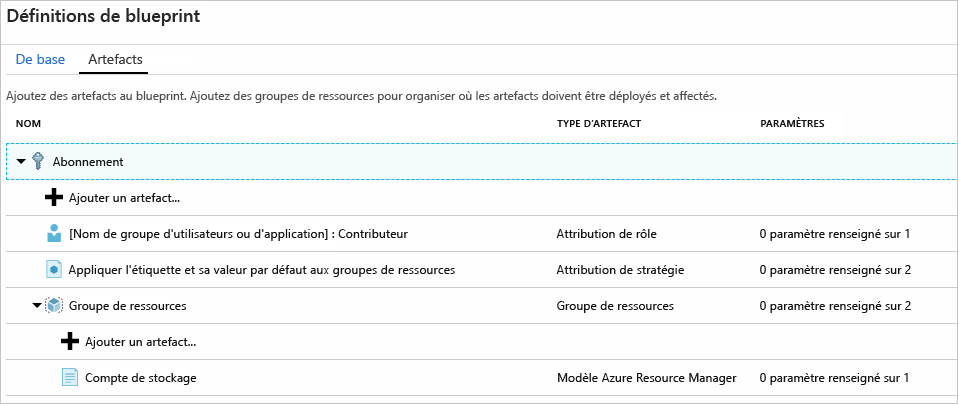 Définitions de blueprint
De base Artefacts
Ajoutez des artefacts au blueprint. Ajoutez des groupes de ressources pour organiser où les artefacts doivent être déployés et affectés.
NOM TYPE D'ARTEFACT PARAMÈTRES
Abonnement
Ajouter un artefact...
[Nom de groupe d'utilisateurs ou d'application] : Contributeur Attribution de rôle 0 paramètre renseigné sur 1
Appliquer l'étiquette et sa valeur par défaut aux groupes de ressources Attribution de stratégie 0 paramètre renseigné sur 2
Groupe de ressources Groupe de ressources 0 paramètre renseigné sur 2
Ajouter un artefact...
Compte de stockage Modèle Azure Resource Manager 0 paramètre renseigné sur 1